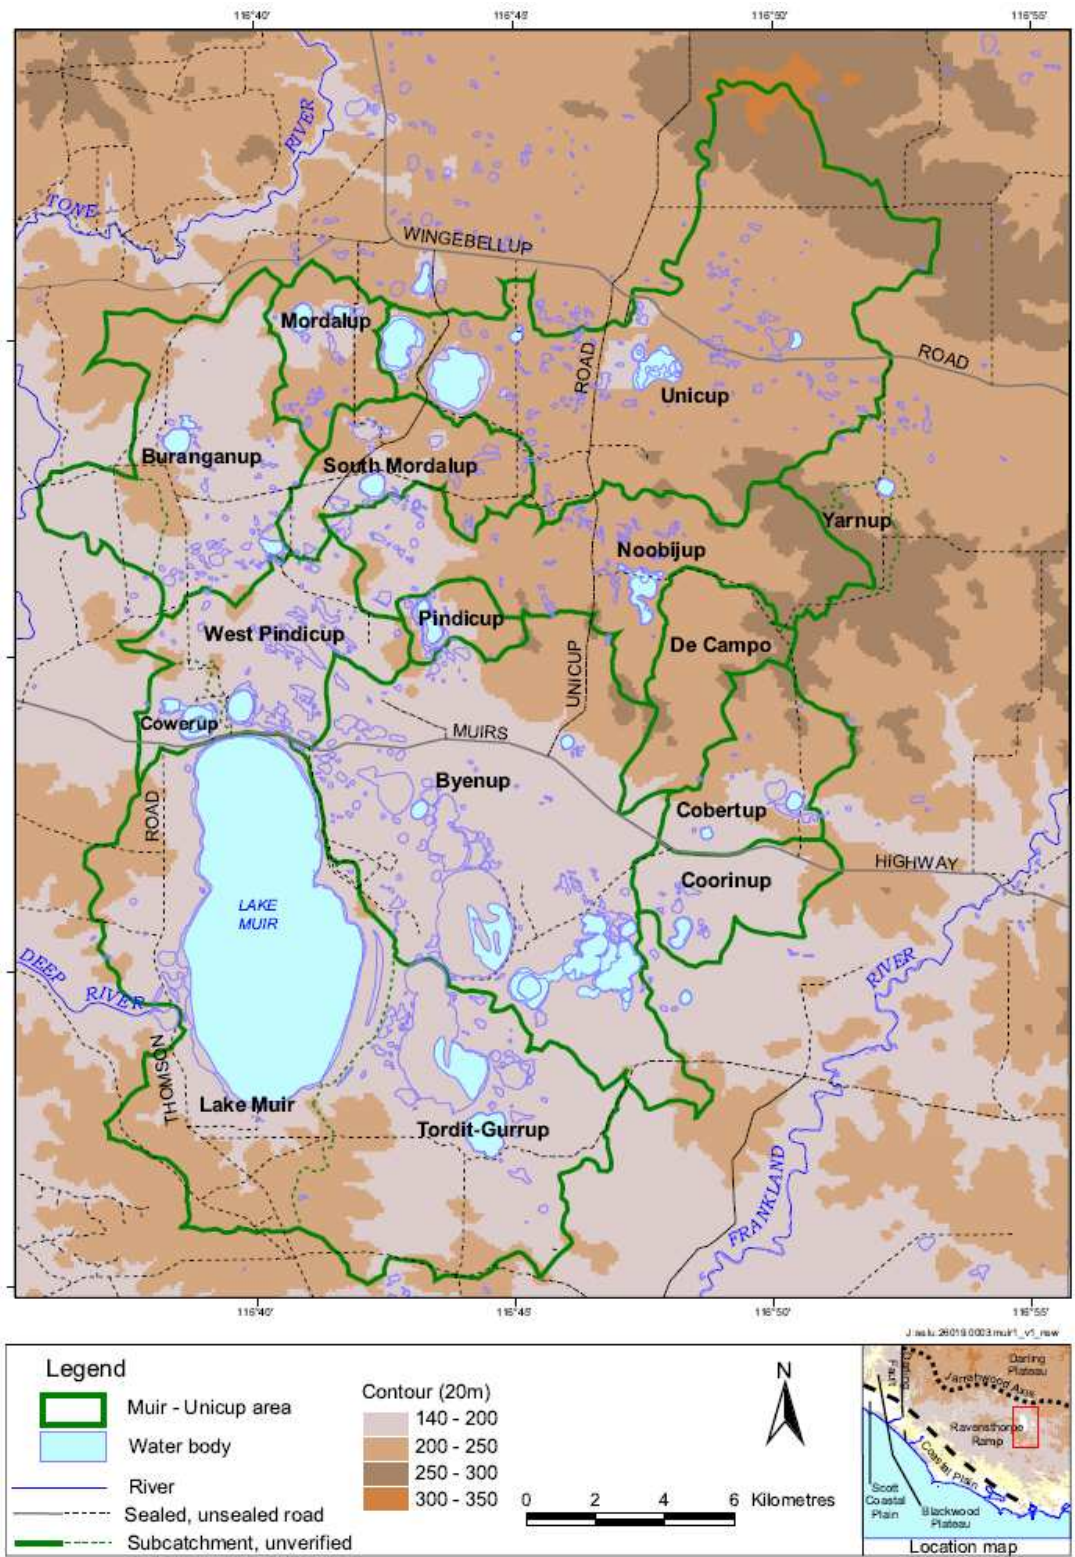 116°40'
116°45'
116°50'
116°55'
RIVER
TONE
WINGEBELLUP
Mordalup
ROAD
ROAD
Unicup
Buranganup
South Mordalup
Yarnup
Noobijup
Pindicup
West Pindicup
De Campo
UNICUP
Cowerup
MUIRS
Byenup
ROAD
Cobertup
HIGHWAY
Coorinup
LAKE
MUIR
DEEP
RIVER
RIVER
THOMSON
Lake Muir
Tordit-Gurrup
FRANKLAND
116°40'
116°45'
116°50'
116°55'
Legend
Muir - Unicup area
Water body
River
Sealed, unsealed road
Subcatchment, unverified
Contour (20m)
140 - 200
200 - 250
250 - 300
300 - 350
N
0 2 4 6 Kilometres
Darling
Fault
Darling
Plateau
Jarrahwood Axis
Ravensthorpe
Ramp
Coastal Plain
Scott
Coastal
Plain
Blackwood
Plateau
Location map